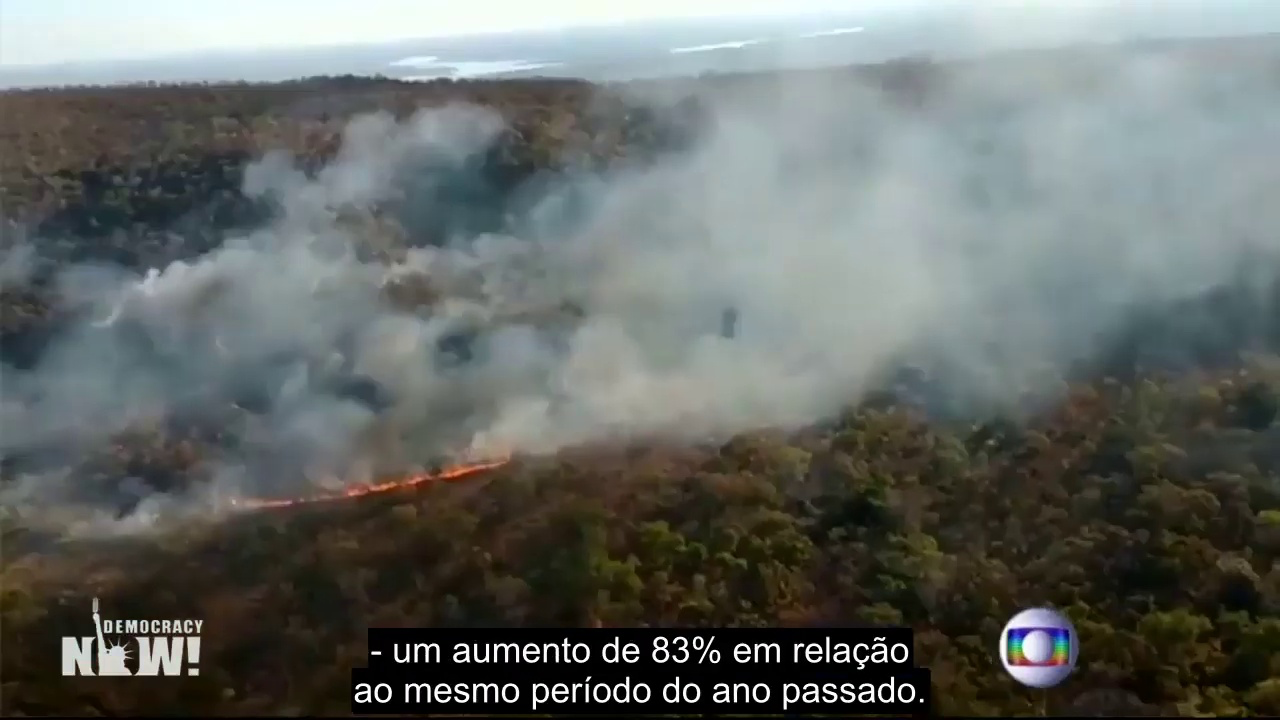 DEMOCRACY
NOW!
- um aumento de 83% em relação
ao mesmo período do ano passado.